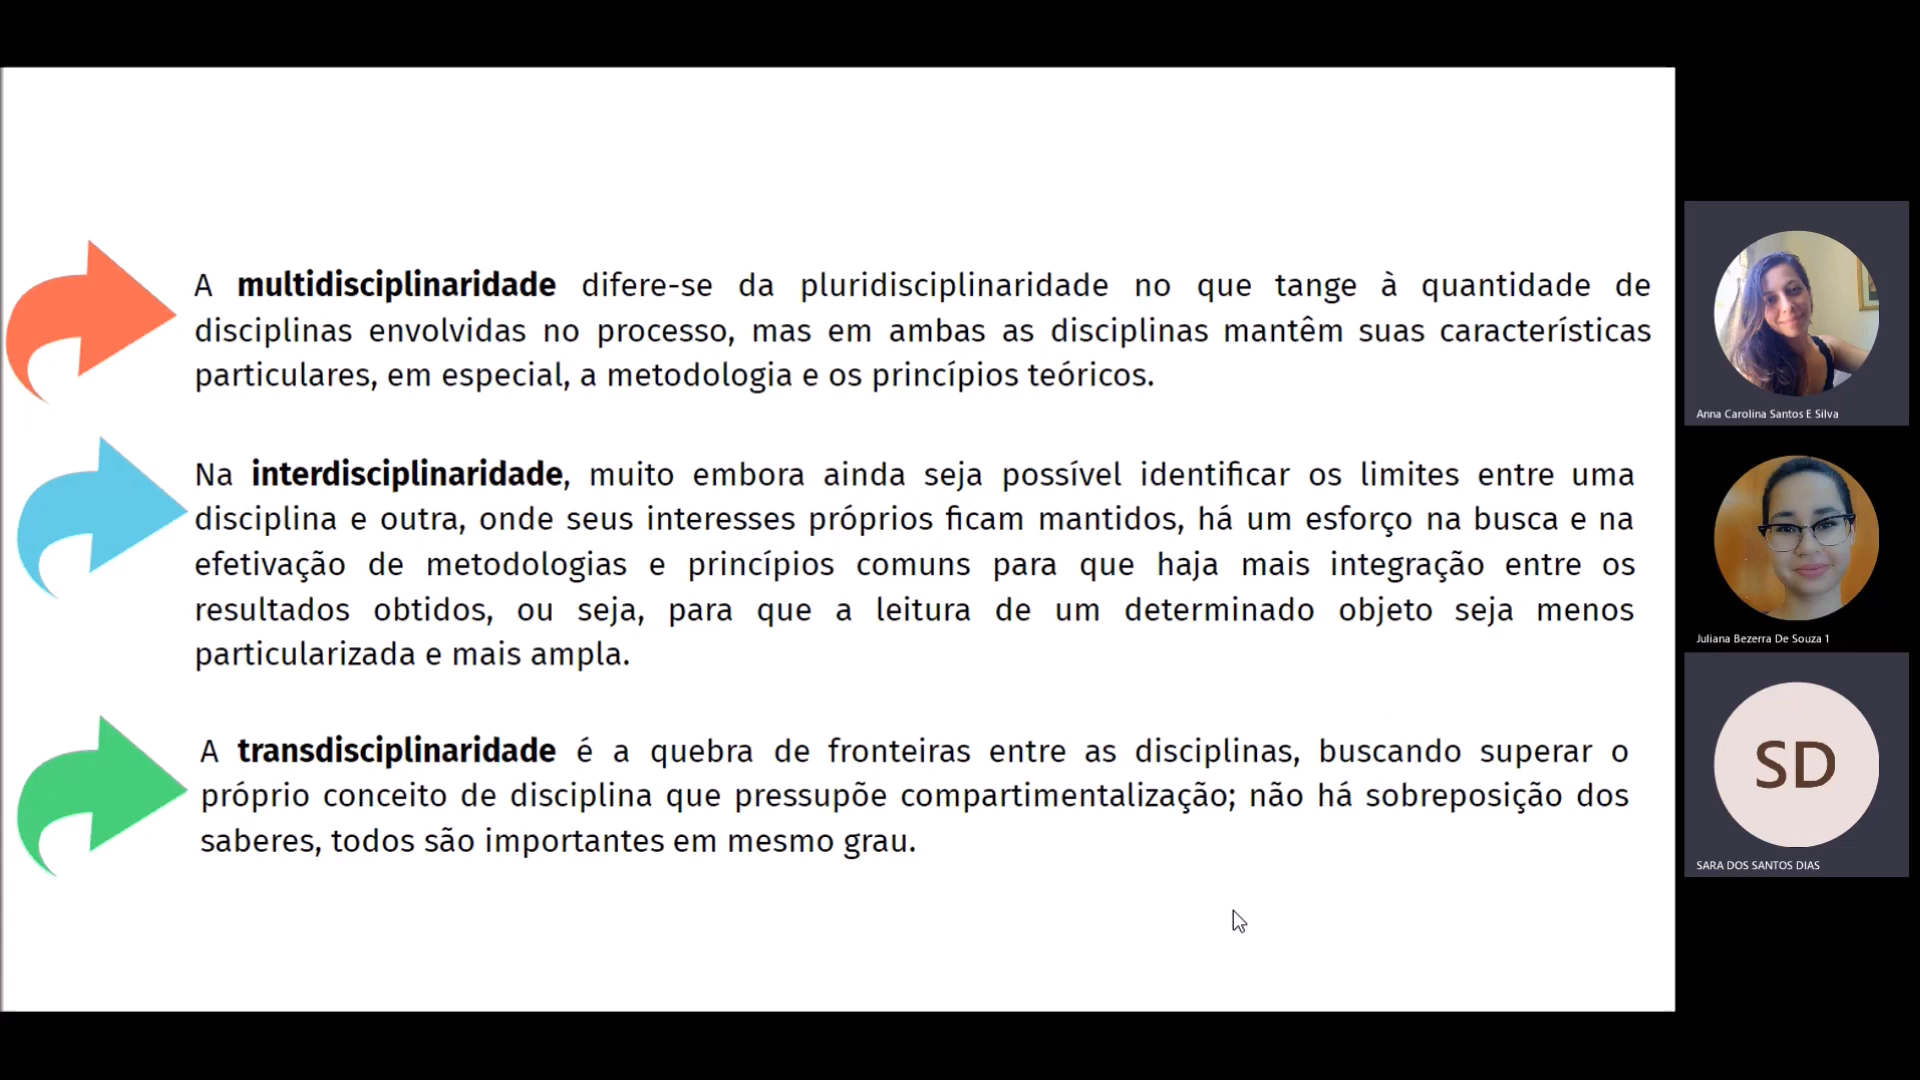 A multidisciplinaridade difere-se da pluridisciplinaridade no que tange à quantidade de
disciplinas envolvidas no processo, mas em ambas as disciplinas mantêm suas características
particulares, em especial, a metodologia e os princípios teóricos.
Na interdisciplinaridade, muito embora ainda seja possível identificar os limites entre uma
disciplina e outra, onde seus interesses próprios ficam mantidos, há um esforço na busca e na
efetivação de metodologias e princípios comuns para que haja mais integração entre os
resultados obtidos, ou seja, para que a leitura de um determinado objeto seja menos
particularizada e mais ampla.
A transdisciplinaridade é a quebra de fronteiras entre as disciplinas, buscando superar o
próprio conceito de disciplina que pressupõe compartimentalização; não há sobreposição dos
saberes, todos são importantes em mesmo grau.
Anna Carolina Santos E Silva
Juliana Bezerra De Souza 1
SD
SARA DOS SANTOS DIAS